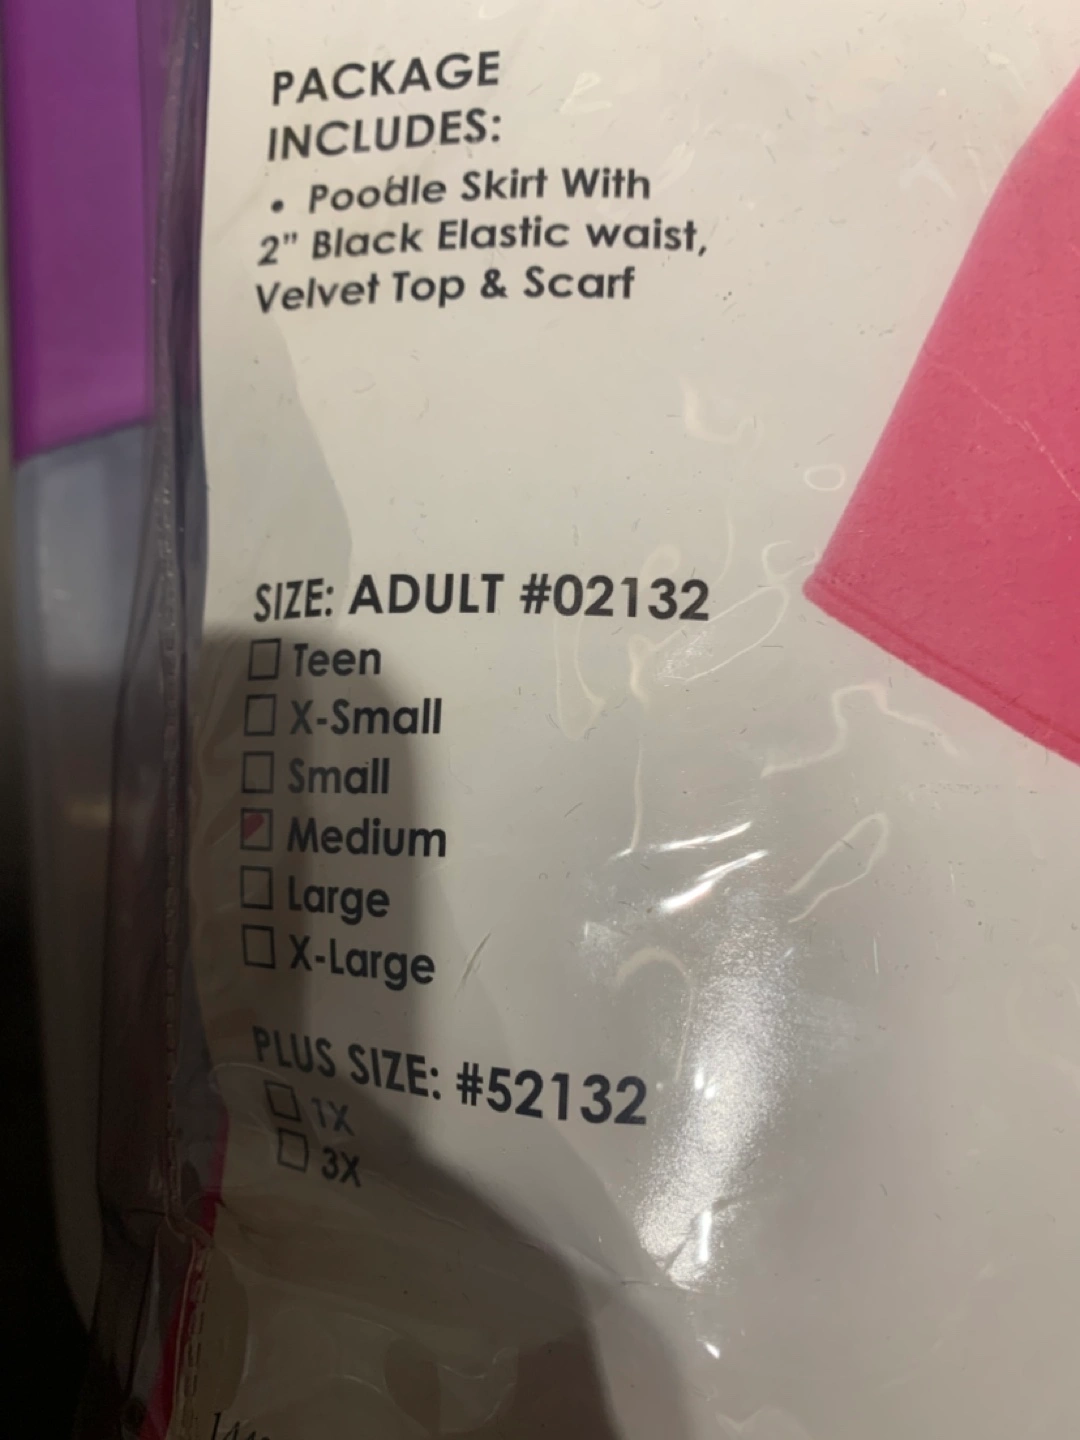 PACKAGE
INCLUDES:
• Poodle Skirt With
2” Black Elastic waist,
Velvet Top & Scarf
SIZE: ADULT #02132
Teen
X-Small
Small
Medium
Large
X-Large
PLUS SIZE: #52132
1X
3X